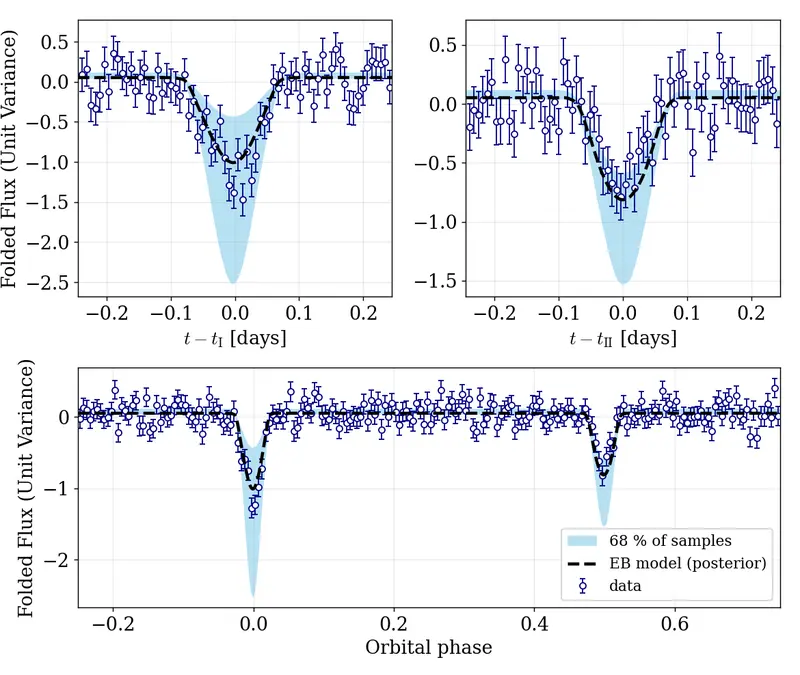 Folded Flux (Unit Variance)
0.5
0.0
−0.5
−1.0
−1.5
−2.0
−2.5
−0.2 −0.1 0.0 0.1 0.2
t − tI [days]
0.5
0.0
−0.5
−1.0
−1.5
−0.2 −0.1 0.0 0.1 0.2
t − tII [days]
Folded Flux (Unit Variance)
0
−1
−2
−0.2 0.0 0.2 0.4 0.6
Orbital phase
68 % of samples
EB model (posterior)
data